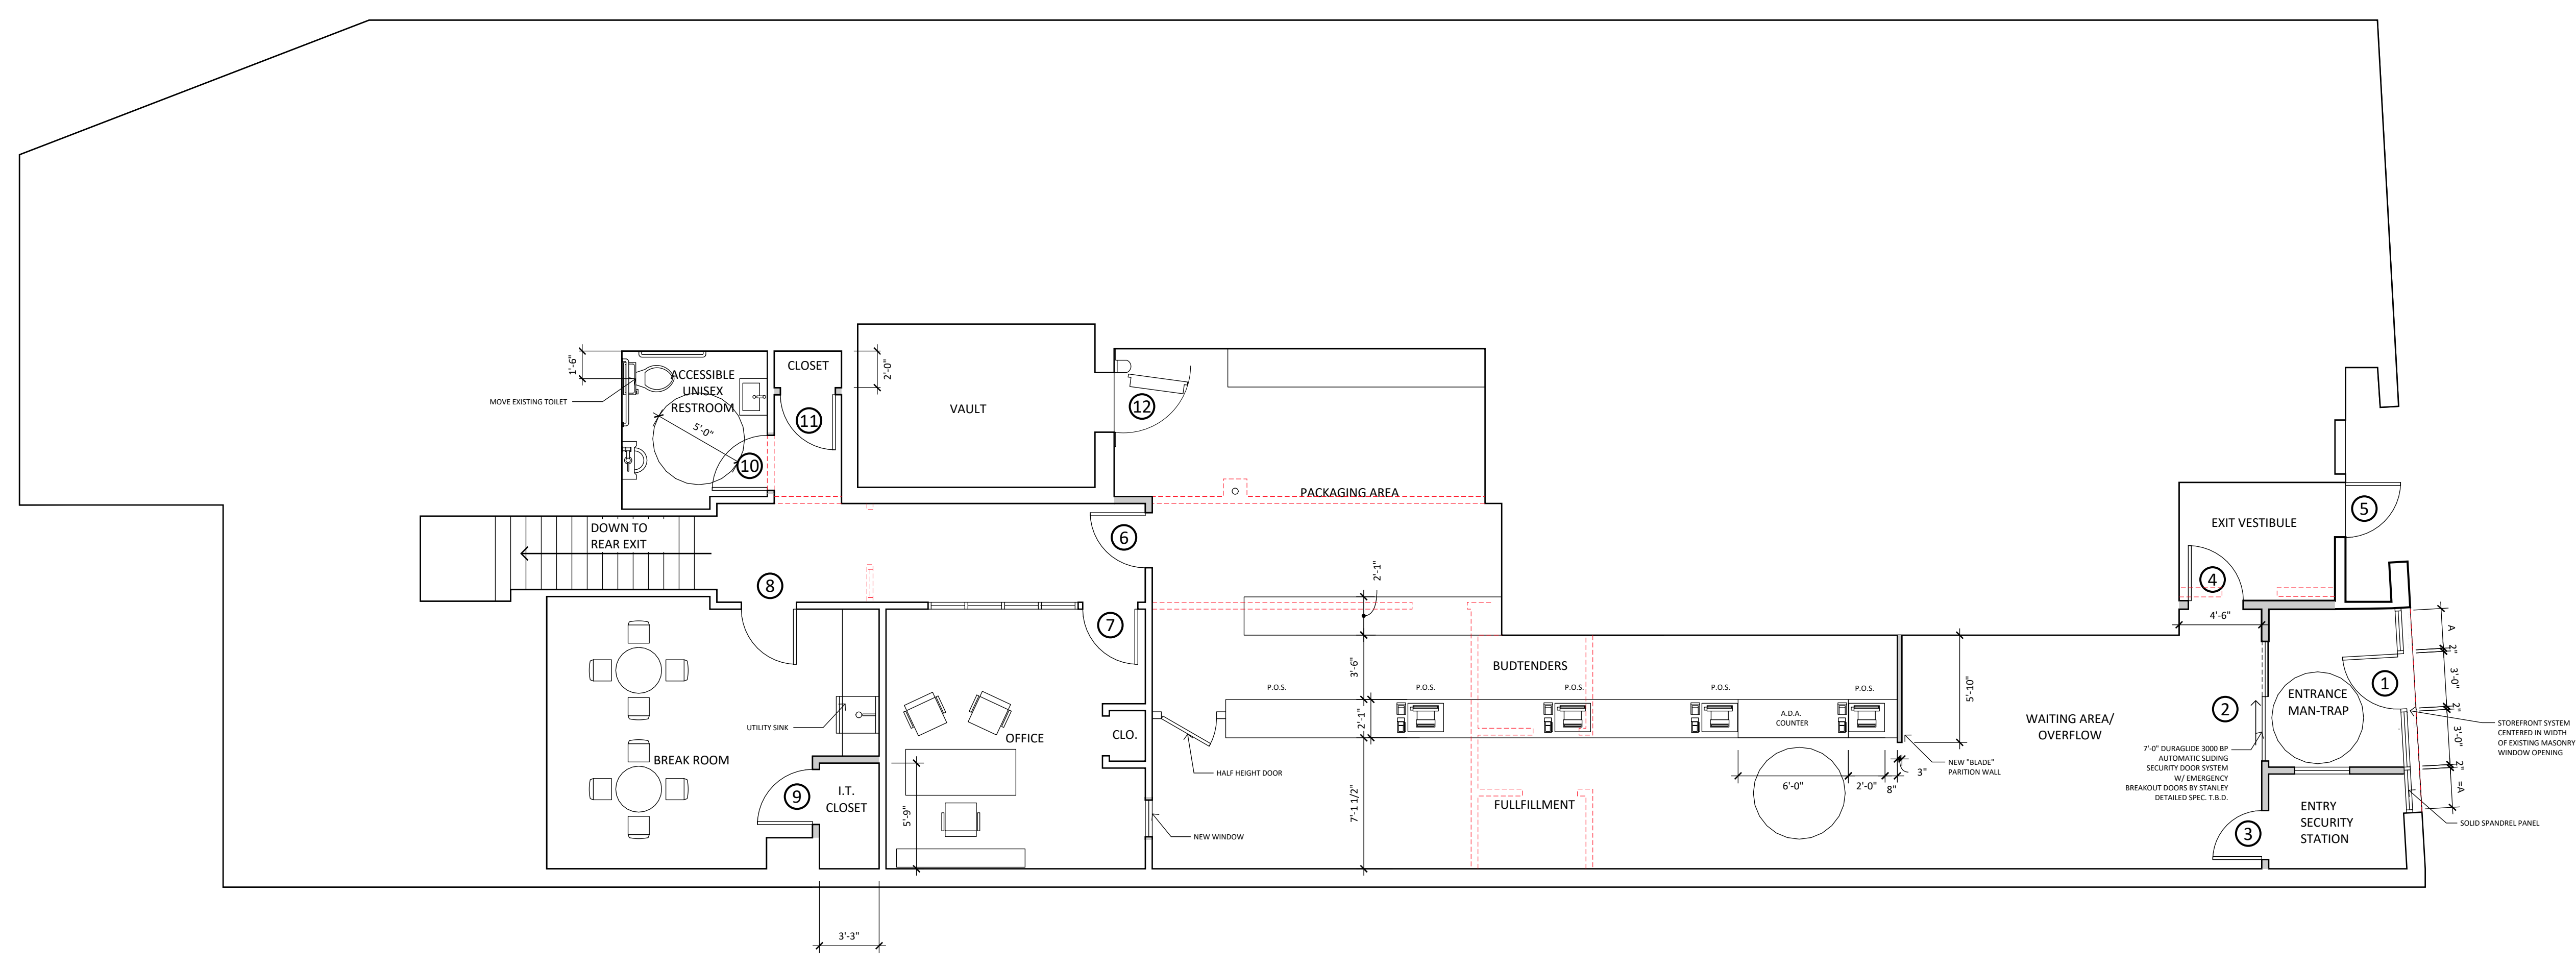 CLOSET
1'-6"
2'-0"
ACCESSIBLE
UNISEX
RESTROOM
MOVE EXISTING TOILET
5'-0"
11
10
VAULT
12
PACKAGING AREA
DOWN TO
REAR EXIT
6
8
7
EXIT VESTIBULE
5
4
4'-6"
2'-1"
3'-6"
2'-1"
7'-1 1/2"
BUDTENDERS
P.O.S.
P.O.S.
P.O.S.
P.O.S.
P.O.S.
A.D.A.
COUNTER
5'-10"
UTILITY SINK
BREAK ROOM
9
I.T.
CLOSET
3'-3"
OFFICE
CLO.
5'-9"
HALF HEIGHT DOOR
NEW WINDOW
FULLFILLMENT
6'-0"
2'-0"
8"
3"
NEW "BLADE"
PARITION WALL
WAITING AREA/
OVERFLOW
2
7'-0" DURAGLIDE 3000 BP
AUTOMATIC SLIDING
SECURITY DOOR SYSTEM
W/ EMERGENCY
BREAKOUT DOORS BY STANLEY
DETAILED SPEC. T.B.D.
3
ENTRANCE
MAN-TRAP
1
ENTRY
SECURITY
STATION
A
2"
3'-0"
2"
3'-0"
2"
=A
STOREFRONT SYSTEM
CENTERED IN WIDTH
OF EXISTING MASONRY
WINDOW OPENING
SOLID SPANDREL PANEL